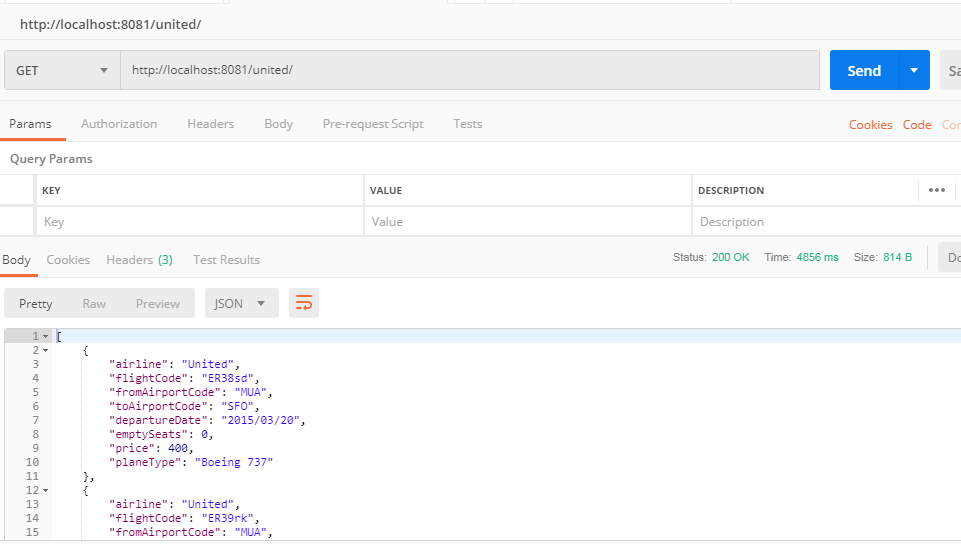 http://localhost:8081/united/
GET http://localhost:8081/united/ Send
Params Authorization Headers Body Pre-request Script Tests Cookies Code
Query Params
KEY VALUE DESCRIPTION •••
Key Value Description
Body Cookies Headers (3) Test Results Status: 200 OK Time: 4856 ms Size: 814 B
Pretty Raw Preview JSON
1 [
2 {
3 "airline": "United",
4 "flightCode": "ER38sd",
5 "fromAirportCode": "MUA",
6 "toAirportCode": "SFO",
7 "departureDate": "2015/03/20",
8 "emptySeats": 0,
9 "price": 400,
10 "planeType": "Boeing 737"
11 },
12 {
13 "airline": "United",
14 "flightCode": "ER39rk",
15 "fromAirportCode": "MUA",